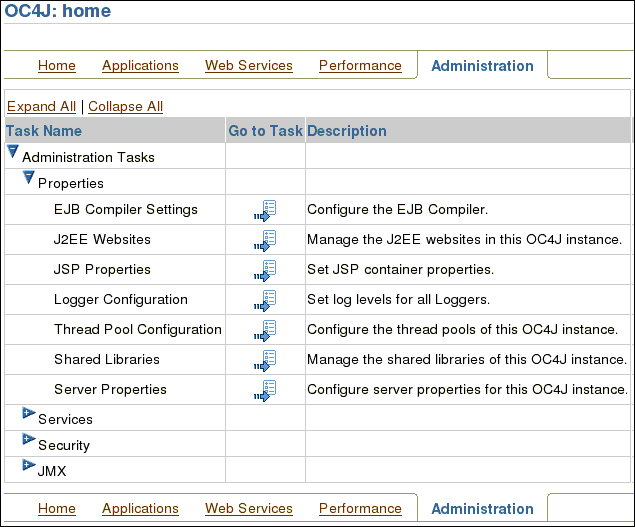 OC4J: home
Home Applications Web Services Performance Administration
Expand All | Collapse All
Task Name Go to Task Description
Administration Tasks
Properties
EJB Compiler Settings Configure the EJB Compiler.
J2EE Websites Manage the J2EE websites in this OC4J instance.
JSP Properties Set JSP container properties.
Logger Configuration Set log levels for all Loggers.
Thread Pool Configuration Configure the thread pools of this OC4J instance.
Shared Libraries Manage the shared libraries of this OC4J instance.
Server Properties Configure server properties for this OC4J instance.
Services
Security
JMX
Home Applications Web Services Performance Administration